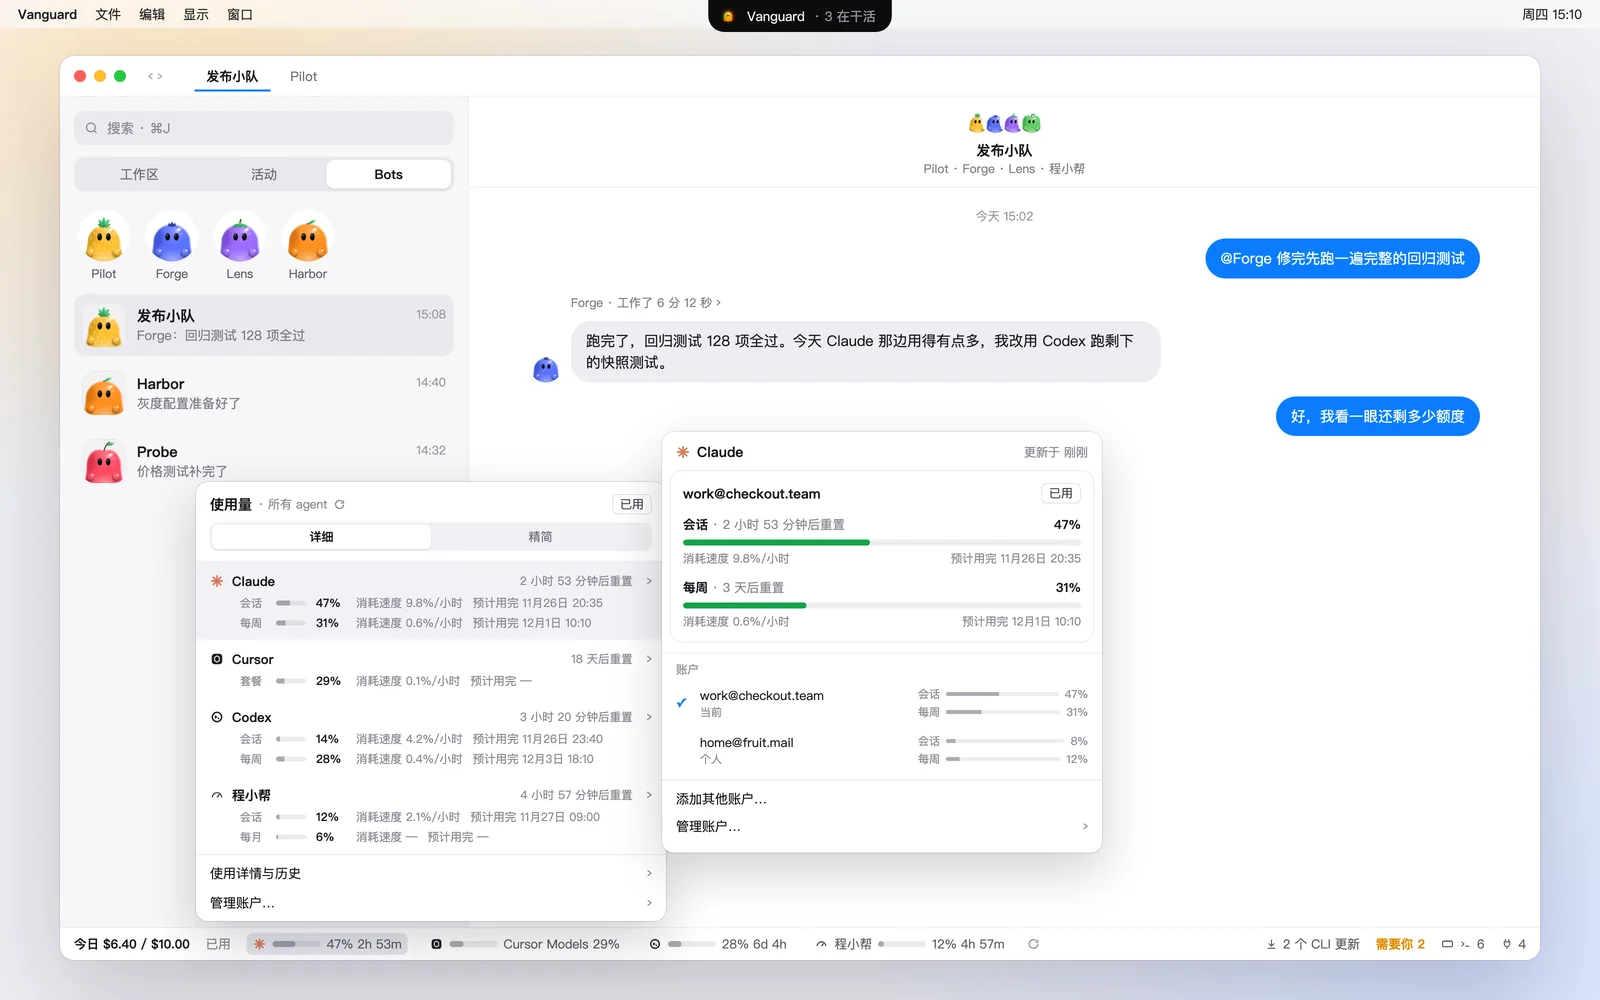 Vanguard 文件 编辑 显示 窗口
Vanguard · 3 在干活
周四 15:10
发布小队 Pilot
搜索 · ⌘J
工作区 活动 Bots
Pilot Forge Lens Harbor
发布小队 15:08
Forge：回归测试 128 项全过
Harbor 14:40
灰度配置准备好了
Probe 14:32
价格测试补完了
发布小队
Pilot · Forge · Lens · 程小帮
今天 15:02
@Forge 修完先跑一遍完整的回归测试
Forge · 工作了 6 分 12 秒 ›
跑完了，回归测试 128 项全过。今天 Claude 那边用得有点多，我改用 Codex 跑剩下
的快照测试。
好，我看一眼还剩多少额度
使用量 · 所有 agent 已用
详细 精简
Claude 2 小时 53 分钟后重置
会话 47% 消耗速度 9.8%/小时 预计用完 11月26日 20:35
每周 31% 消耗速度 0.6%/小时 预计用完 12月1日 10:10
Cursor 18 天后重置
套餐 29% 消耗速度 0.1%/小时 预计用完 —
Codex 3 小时 20 分钟后重置
会话 14% 消耗速度 4.2%/小时 预计用完 11月26日 23:40
每周 28% 消耗速度 0.4%/小时 预计用完 12月3日 18:10
程小帮 4 小时 57 分钟后重置
会话 12% 消耗速度 2.1%/小时 预计用完 11月27日 09:00
每月 6% 消耗速度 — 预计用完 —
使用详情与历史
管理账户…
Claude 更新于 刚刚
work@checkout.team 已用
会话 · 2 小时 53 分钟后重置 47%
消耗速度 9.8%/小时 预计用完 11月26日 20:35
每周 · 3 天后重置 31%
消耗速度 0.6%/小时 预计用完 12月1日 10:10
账户
work@checkout.team 会话 47%
当前 每周 31%
home@fruit.mail 会话 8%
个人 每周 12%
添加其他账户…
管理账户…
今日 $6.40 / $10.00 已用 47% 2h 53m Cursor Models 29% 28% 6d 4h 程小帮 12% 4h 57m 2 个 CLI 更新 需要你 2 6 4